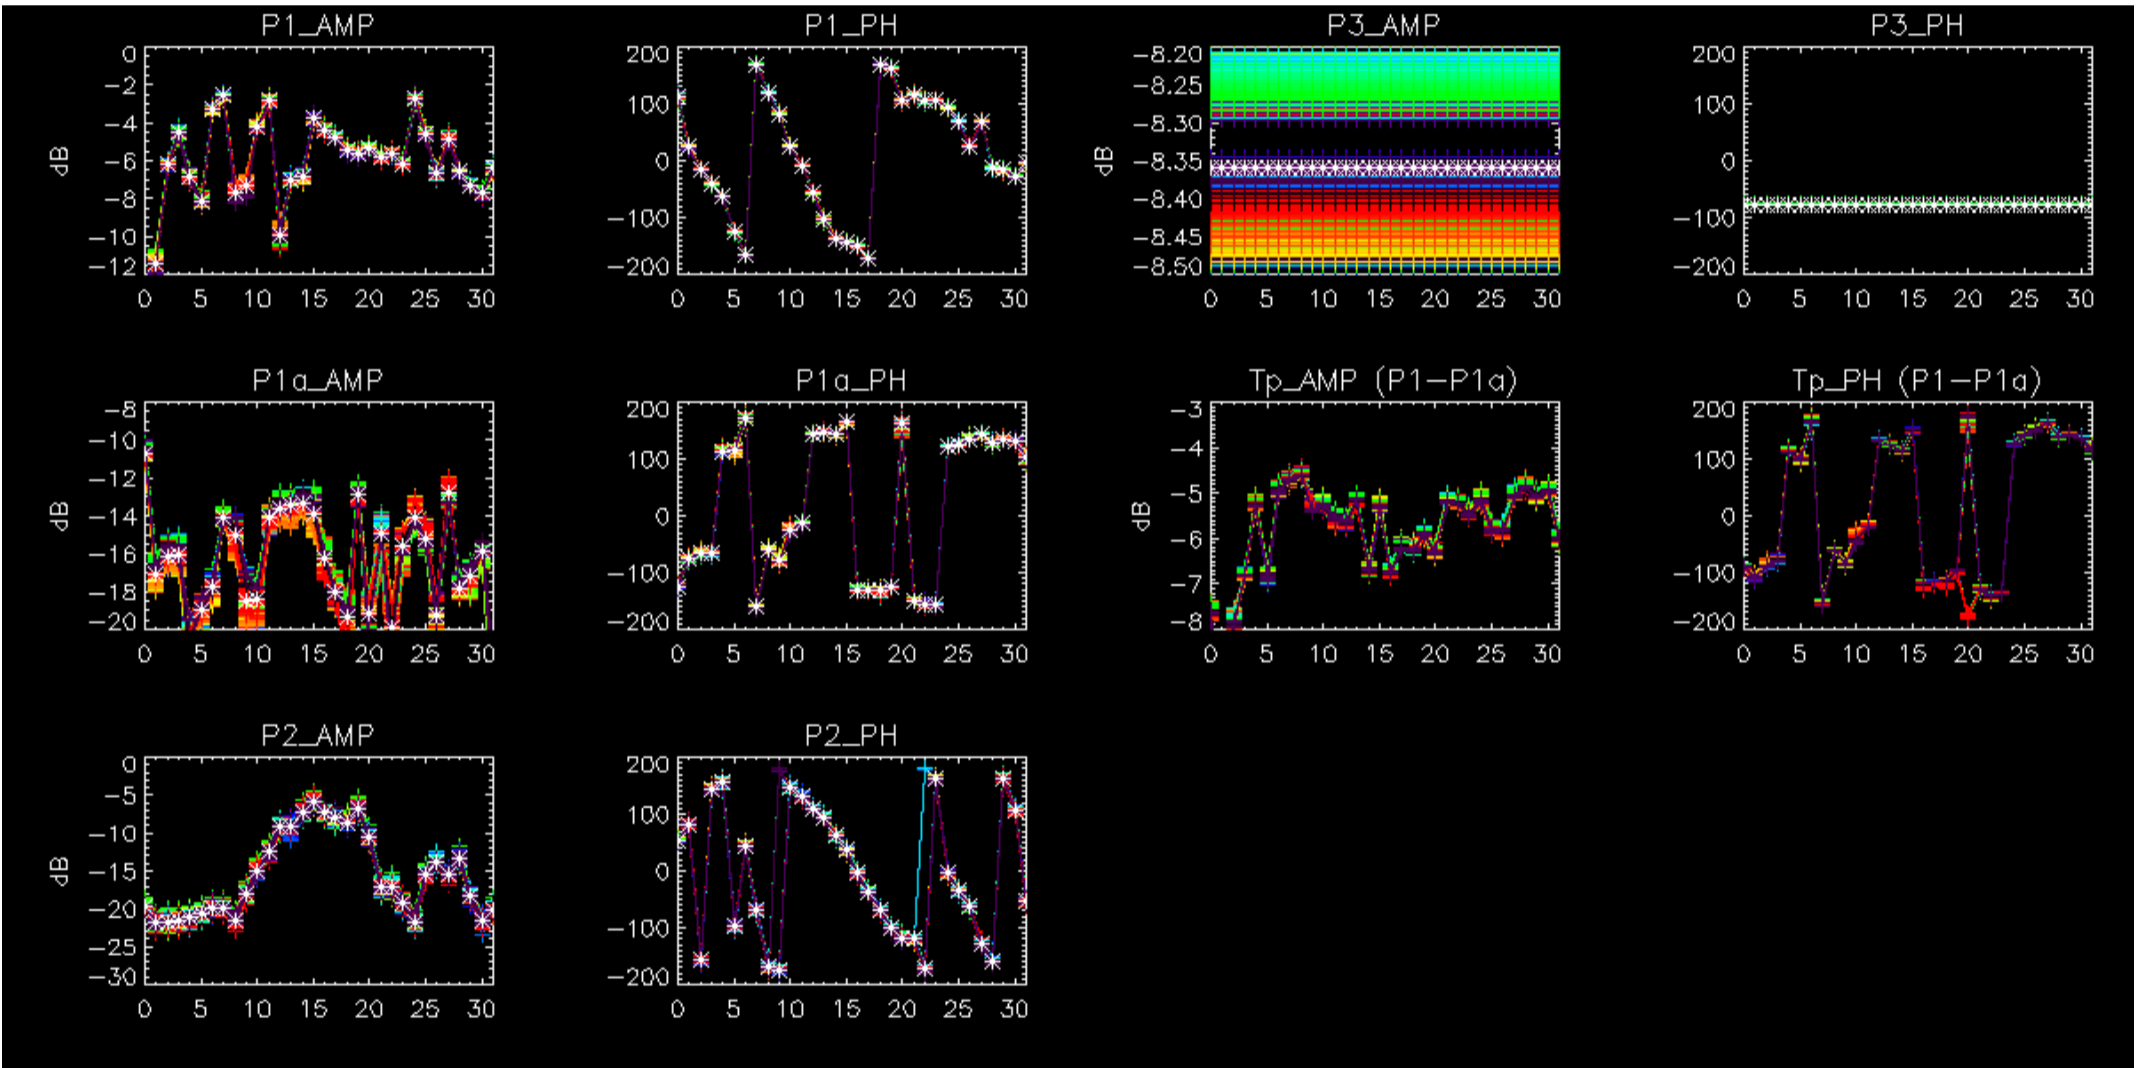 P1_AMP
P1_PH
P3_AMP
P3_PH
0
−2
−4
−6
−8
−10
−12
dB
0 5 10 15 20 25 30
200
100
0
−100
−200
0 5 10 15 20 25 30
−8.20
−8.25
−8.30
−8.35
−8.40
−8.45
−8.50
dB
0 5 10 15 20 25 30
200
100
0
−100
−200
0 5 10 15 20 25 30
P1a_AMP
P1a_PH
Tp_AMP (P1−P1a)
Tp_PH (P1−P1a)
−8
−10
−12
−14
−16
−18
−20
dB
0 5 10 15 20 25 30
200
100
0
−100
−200
0 5 10 15 20 25 30
−3
−4
−5
−6
−7
−8
dB
0 5 10 15 20 25 30
200
100
0
−100
−200
0 5 10 15 20 25 30
P2_AMP
P2_PH
0
−5
−10
−15
−20
−25
−30
dB
0 5 10 15 20 25 30
200
100
0
−100
−200
0 5 10 15 20 25 30